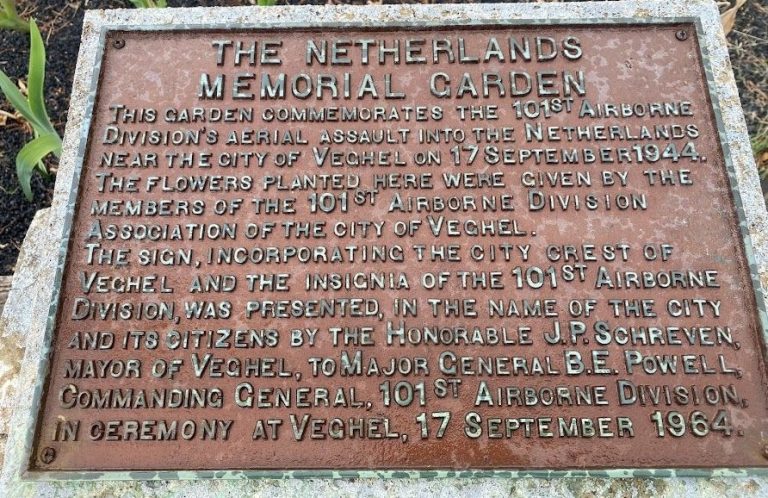 THE NETHERLANDS
MEMORIAL GARDEN
THIS GARDEN COMMEMORATES THE 101ST AIRBORNE
DIVISION'S AERIAL ASSAULT INTO THE NETHERLANDS
NEAR THE CITY OF VEGHEL ON 17 SEPTEMBER 1944.
THE FLOWERS PLANTED HERE WERE GIVEN BY THE
MEMBERS OF THE 101ST AIRBORNE DIVISION
ASSOCIATION OF THE CITY OF VEGHEL.
THE SIGN, INCORPORATING THE CITY CREST OF
VEGHEL AND THE INSIGNIA OF THE 101ST AIRBORNE
DIVISION, WAS PRESENTED, IN THE NAME OF THE CITY
AND ITS CITIZENS BY THE HONORABLE J.P. SCHREVEN,
MAYOR OF VEGHEL, TO MAJOR GENERAL B.E. POWELL,
COMMANDING GENERAL, 101ST AIRBORNE DIVISION,
IN CEREMONY AT VEGHEL, 17 SEPTEMBER 1964.